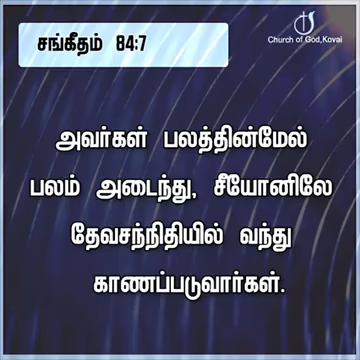 சங்கீதம் 84:7
Church of God,Kovai
அவர்கள் பலத்தின்மேல்
பலம் அடைந்து, சீயோனிலே
தேவசந்நிதியில் வந்து
காணப்படுவார்கள்.